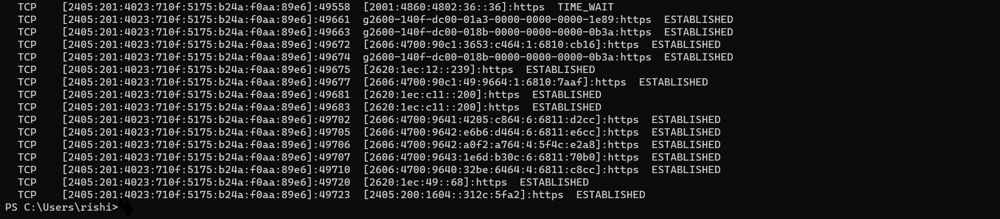 TCP    [2405:201:4023:710f:5175:b24a:f0aa:89e6]:49558  [2001:4860:4802:36::36]:https  TIME_WAIT
TCP    [2405:201:4023:710f:5175:b24a:f0aa:89e6]:49661  g2600-140f-dc00-01a3-0000-0000-0000-1e89:https  ESTABLISHED
TCP    [2405:201:4023:710f:5175:b24a:f0aa:89e6]:49663  g2600-140f-dc00-018b-0000-0000-0000-0b3a:https  ESTABLISHED
TCP    [2405:201:4023:710f:5175:b24a:f0aa:89e6]:49672  [2606:4700:90c1:3653:c464:1:6810:cb16]:https  ESTABLISHED
TCP    [2405:201:4023:710f:5175:b24a:f0aa:89e6]:49674  g2600-140f-dc00-018b-0000-0000-0000-0b3a:https  ESTABLISHED
TCP    [2405:201:4023:710f:5175:b24a:f0aa:89e6]:49675  [2620:1ec:12::239]:https  ESTABLISHED
TCP    [2405:201:4023:710f:5175:b24a:f0aa:89e6]:49677  [2606:4700:90c1:49:9664:1:6810:7aaf]:https  ESTABLISHED
TCP    [2405:201:4023:710f:5175:b24a:f0aa:89e6]:49681  [2620:1ec:c11::200]:https  ESTABLISHED
TCP    [2405:201:4023:710f:5175:b24a:f0aa:89e6]:49683  [2620:1ec:c11::200]:https  ESTABLISHED
TCP    [2405:201:4023:710f:5175:b24a:f0aa:89e6]:49702  [2606:4700:9641:4205:c864:6:6811:d2cc]:https  ESTABLISHED
TCP    [2405:201:4023:710f:5175:b24a:f0aa:89e6]:49705  [2606:4700:9642:e6b6:d464:6:6811:e6cc]:https  ESTABLISHED
TCP    [2405:201:4023:710f:5175:b24a:f0aa:89e6]:49706  [2606:4700:9642:a0f2:a764:4:5f4c:e2a8]:https  ESTABLISHED
TCP    [2405:201:4023:710f:5175:b24a:f0aa:89e6]:49707  [2606:4700:9643:1e6d:b30c:6:6811:70b0]:https  ESTABLISHED
TCP    [2405:201:4023:710f:5175:b24a:f0aa:89e6]:49710  [2606:4700:9640:32be:6464:4:6811:c8cc]:https  ESTABLISHED
TCP    [2405:201:4023:710f:5175:b24a:f0aa:89e6]:49720  [2620:1ec:49::68]:https  ESTABLISHED
TCP    [2405:201:4023:710f:5175:b24a:f0aa:89e6]:49723  [2405:200:1604::312c:5fa2]:https  ESTABLISHED
PS C:\Users\rishi>